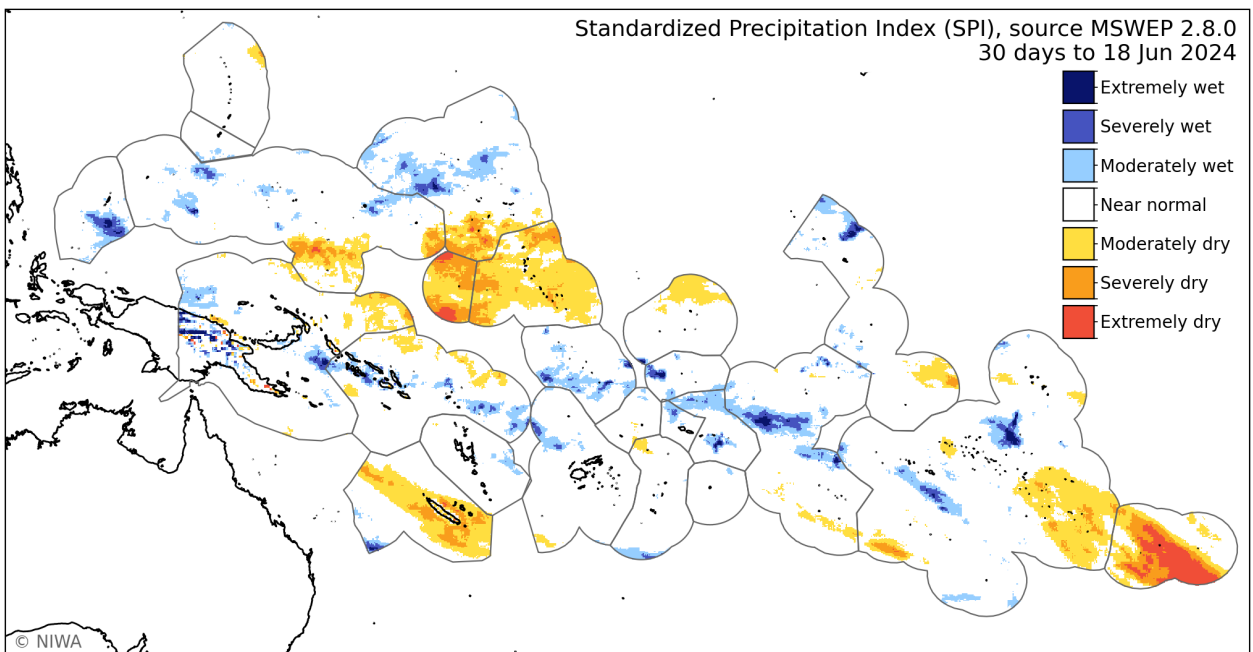 Standardized Precipitation Index (SPI), source MSWEP 2.8.0
30 days to 18 Jun 2024
Extremely wet
Severely wet
Moderately wet
Near normal
Moderately dry
Severely dry
Extremely dry
© NIWA